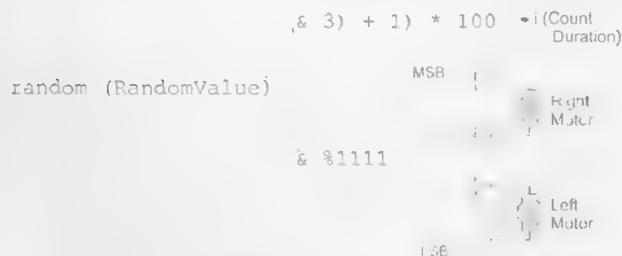 & 3) + 1) * 100 • i (Count
Duration)
MSB
random (RandomValue)
Right
Motor
& %1111
Left
Motor
LSB